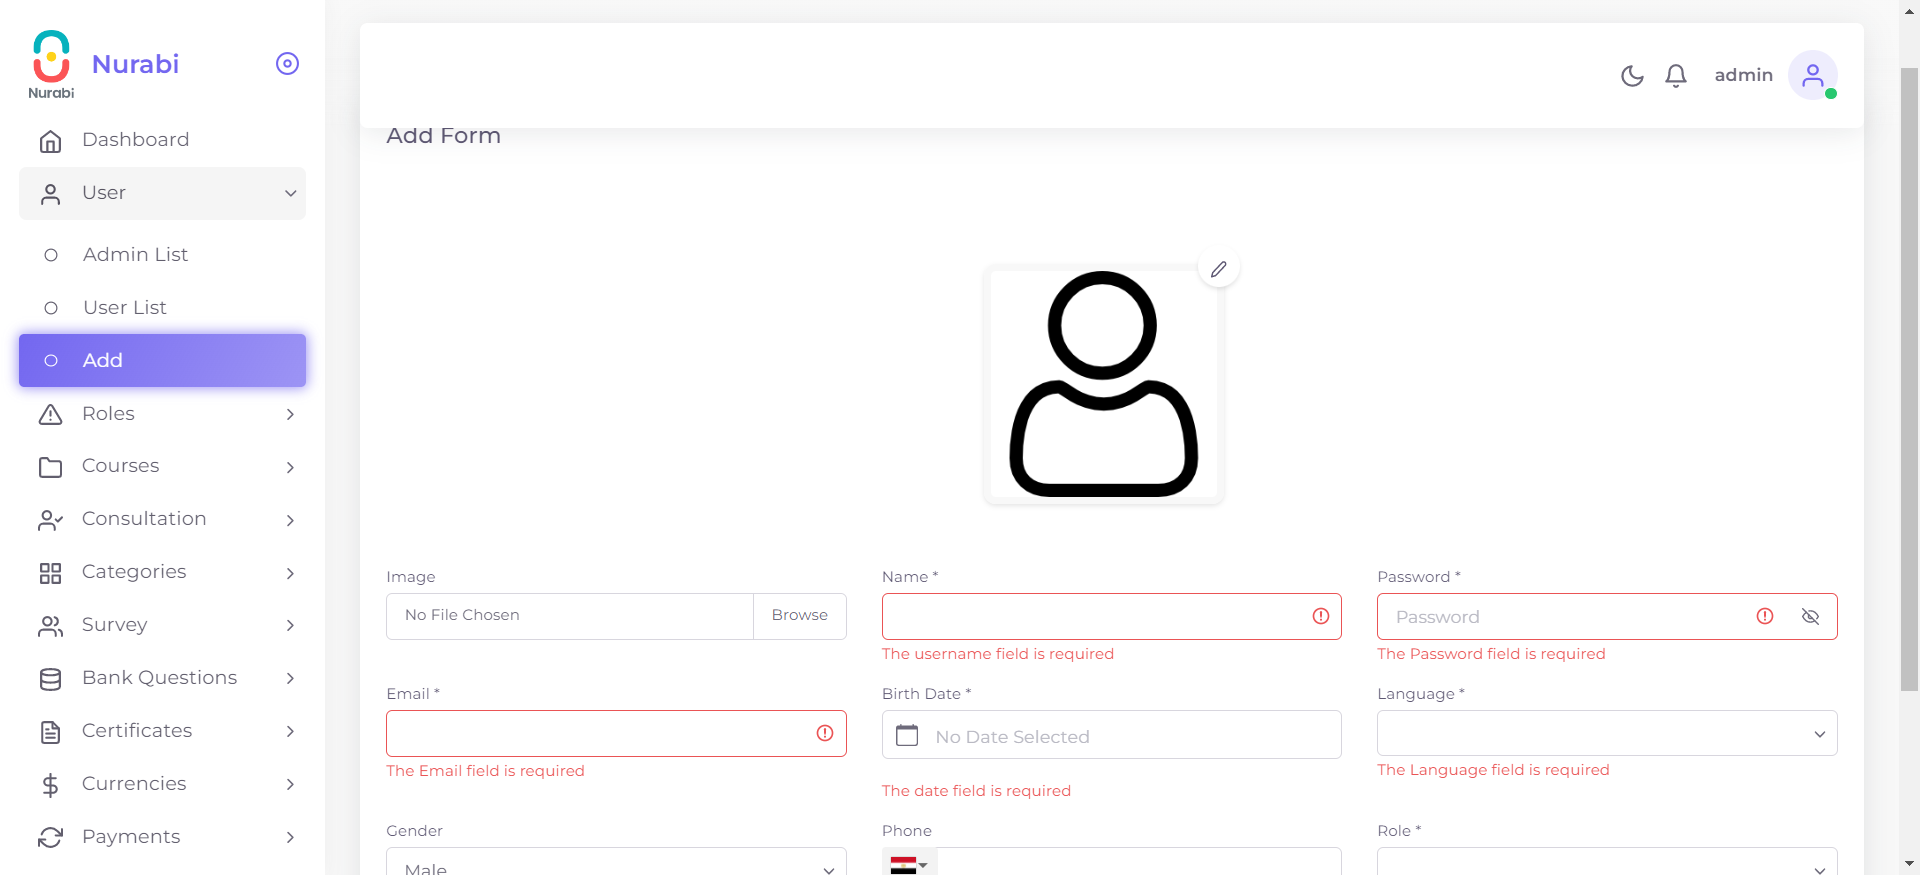 Nurabi
Nurabi
Dashboard
User
Admin List
User List
Add
Roles
Courses
Consultation
Categories
Survey
Bank Questions
Certificates
Currencies
Payments
admin
Add Form
Image
No File Chosen
Browse
Name *
The username field is required
Password *
Password
The Password field is required
Email *
The Email field is required
Birth Date *
No Date Selected
The date field is required
Language *
The Language field is required
Gender
Male
Phone
Role *